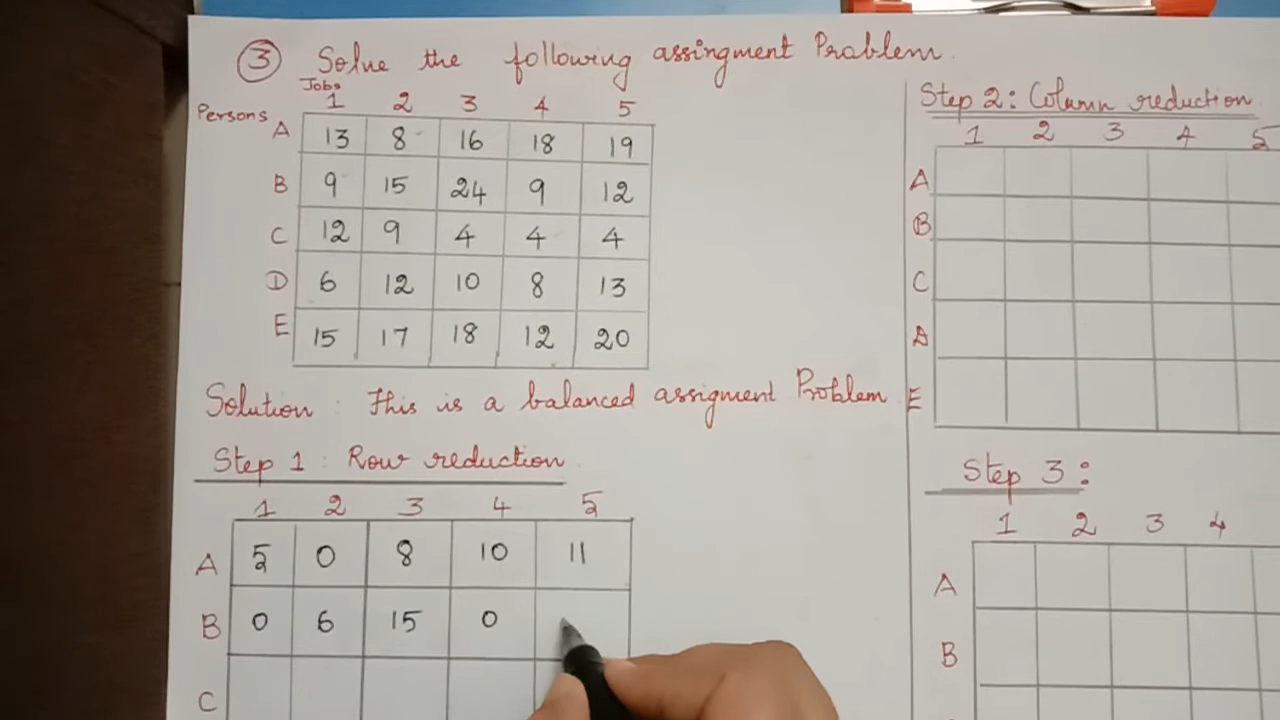 3 Solve the following assingment Problem.
Jobs
Persons 1 2 3 4 5
A 13 8 16 18 19
B 9 15 24 9 12
C 12 9 4 4 4
D 6 12 10 8 13
E 15 17 18 12 20
Solution : This is a balanced assigment Problem
Step 1 : Row reduction
1 2 3 4 5
A 5 0 8 10 11
B 0 6 15 0
C
Step 2 : Column reduction
1 2 3 4 5
A
B
C
D
E
Step 3 :
1 2 3 4
A
B